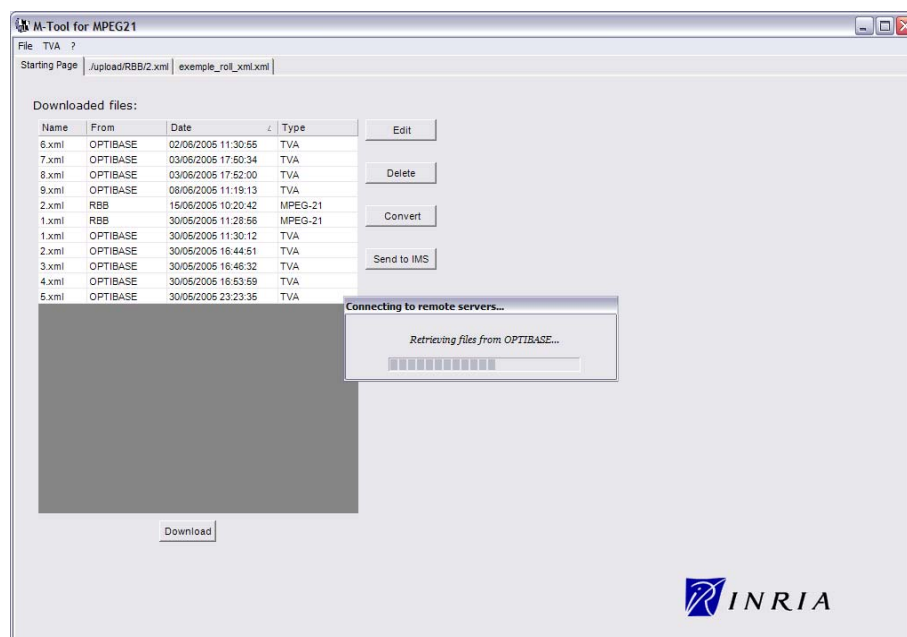 M-Tool for MPEG21
File TVA ?
Starting Page ./upload/RBB/2.xml exemple_roll_xml.xml
Downloaded files:
Name From Date Type
6.xml OPTIBASE 02/06/2005 11:30:55 TVA
7.xml OPTIBASE 03/06/2005 17:50:34 TVA
8.xml OPTIBASE 03/06/2005 17:52:00 TVA
9.xml OPTIBASE 08/06/2005 11:19:13 TVA
2.xml RBB 15/06/2005 10:20:42 MPEG-21
1.xml RBB 30/05/2005 11:28:56 MPEG-21
1.xml OPTIBASE 30/05/2005 11:30:12 TVA
2.xml OPTIBASE 30/05/2005 16:44:51 TVA
3.xml OPTIBASE 30/05/2005 16:46:32 TVA
4.xml OPTIBASE 30/05/2005 16:53:59 TVA
5.xml OPTIBASE 30/05/2005 23:23:35 TVA
Edit
Delete
Convert
Send to IMS
Connecting to remote servers...
Retrieving files from OPTIBASE...
Download
INRIA